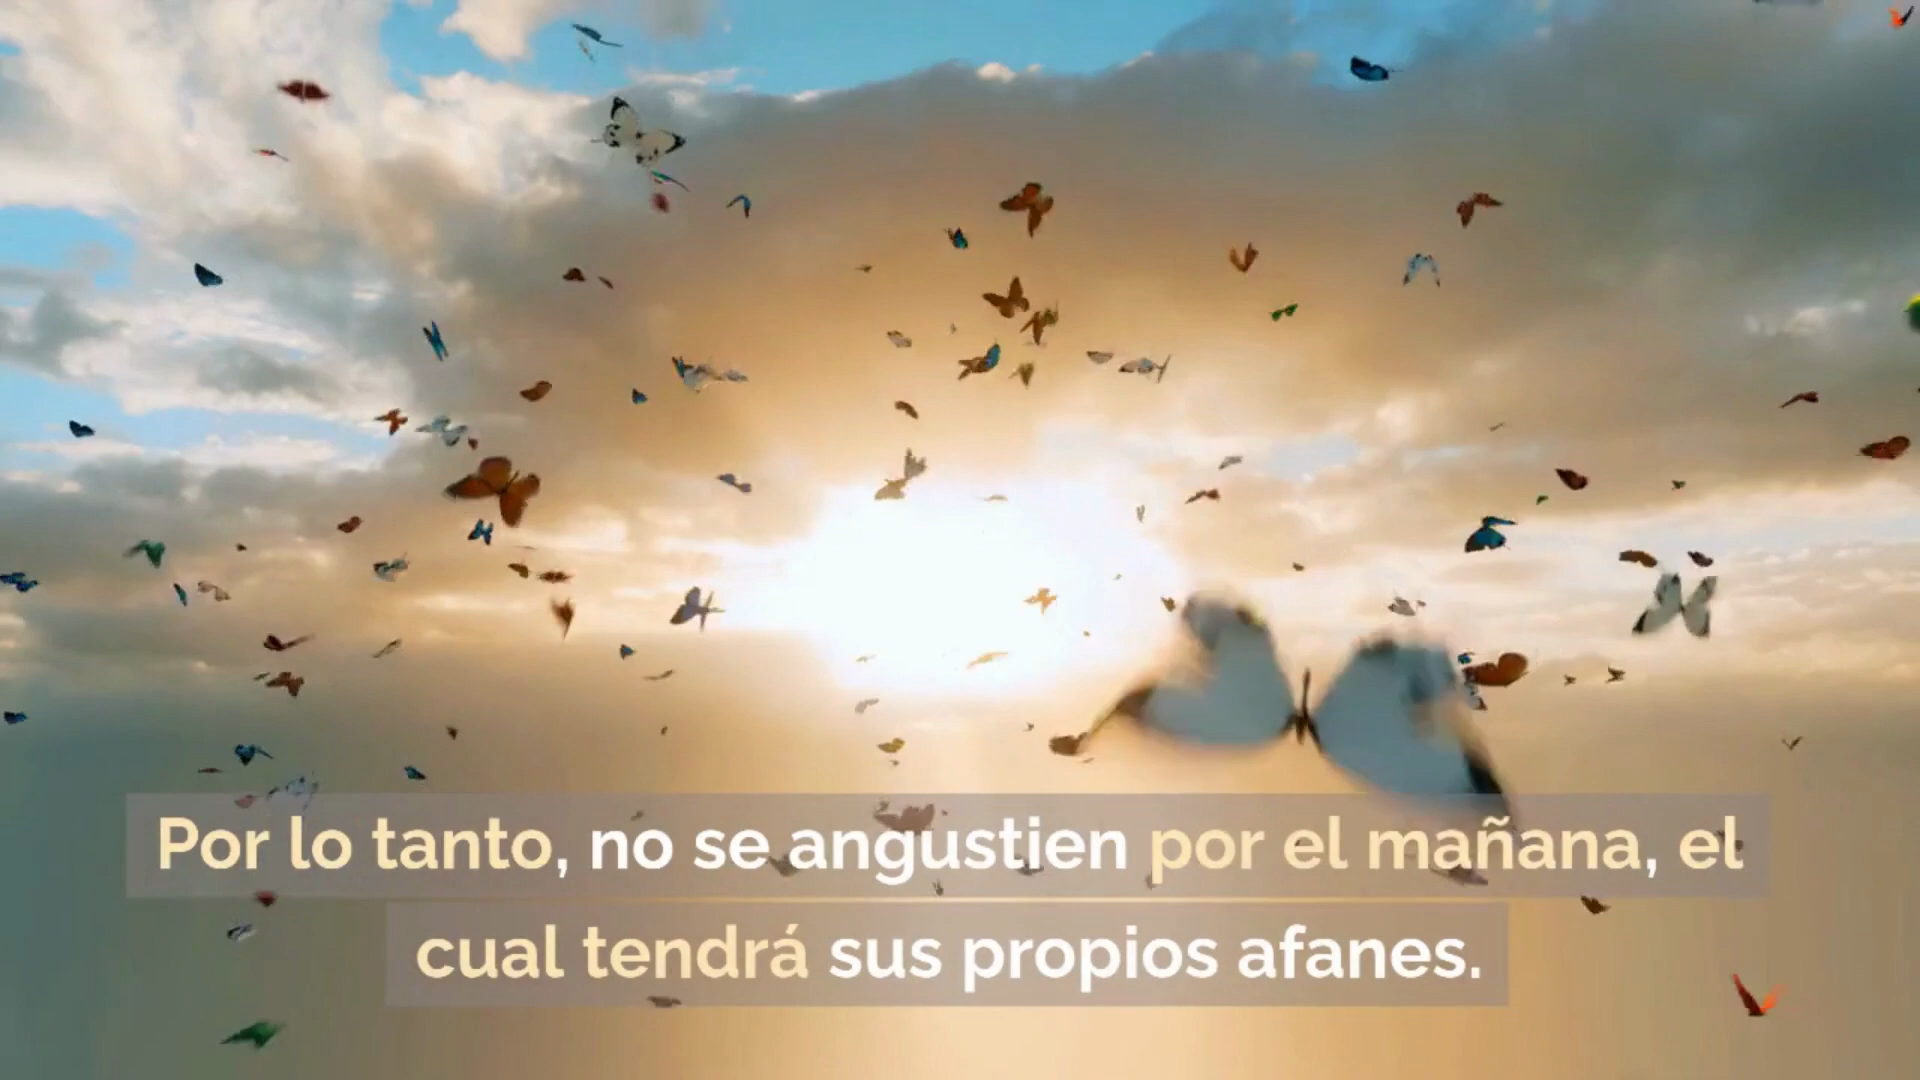 Por lo tanto, no se angustien por el mañana, el
cual tendrá sus propios afanes.